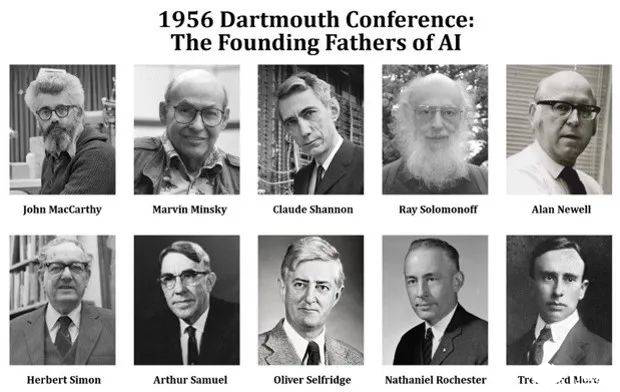 1956 Dartmouth Conference:
The Founding Fathers of AI
John MacCarthy Marvin Minsky Claude Shannon Ray Solomonoff Alan Newell
Herbert Simon Arthur Samuel Oliver Selfridge Nathaniel Rochester